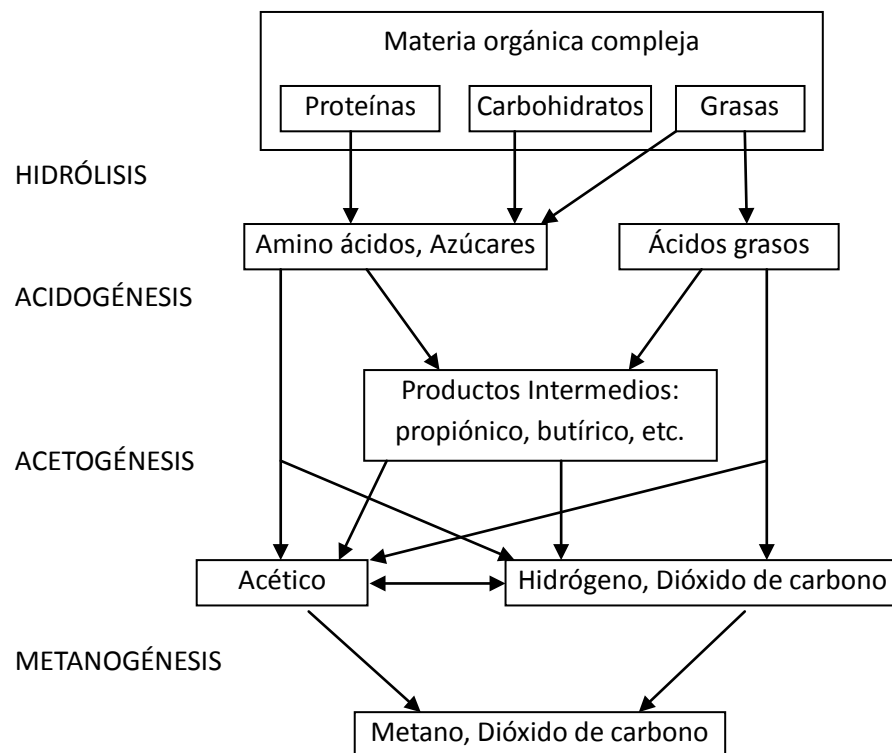 Materia orgánica compleja
Proteínas
Carbohidratos
Grasas
HIDRÓLISIS
Amino ácidos, Azúcares
Ácidos grasos
ACIDOGÉNESIS
Productos Intermedios:
propiónico, butírico, etc.
ACETOGÉNESIS
Acético
Hidrógeno, Dióxido de carbono
METANOGÉNESIS
Metano, Dióxido de carbono